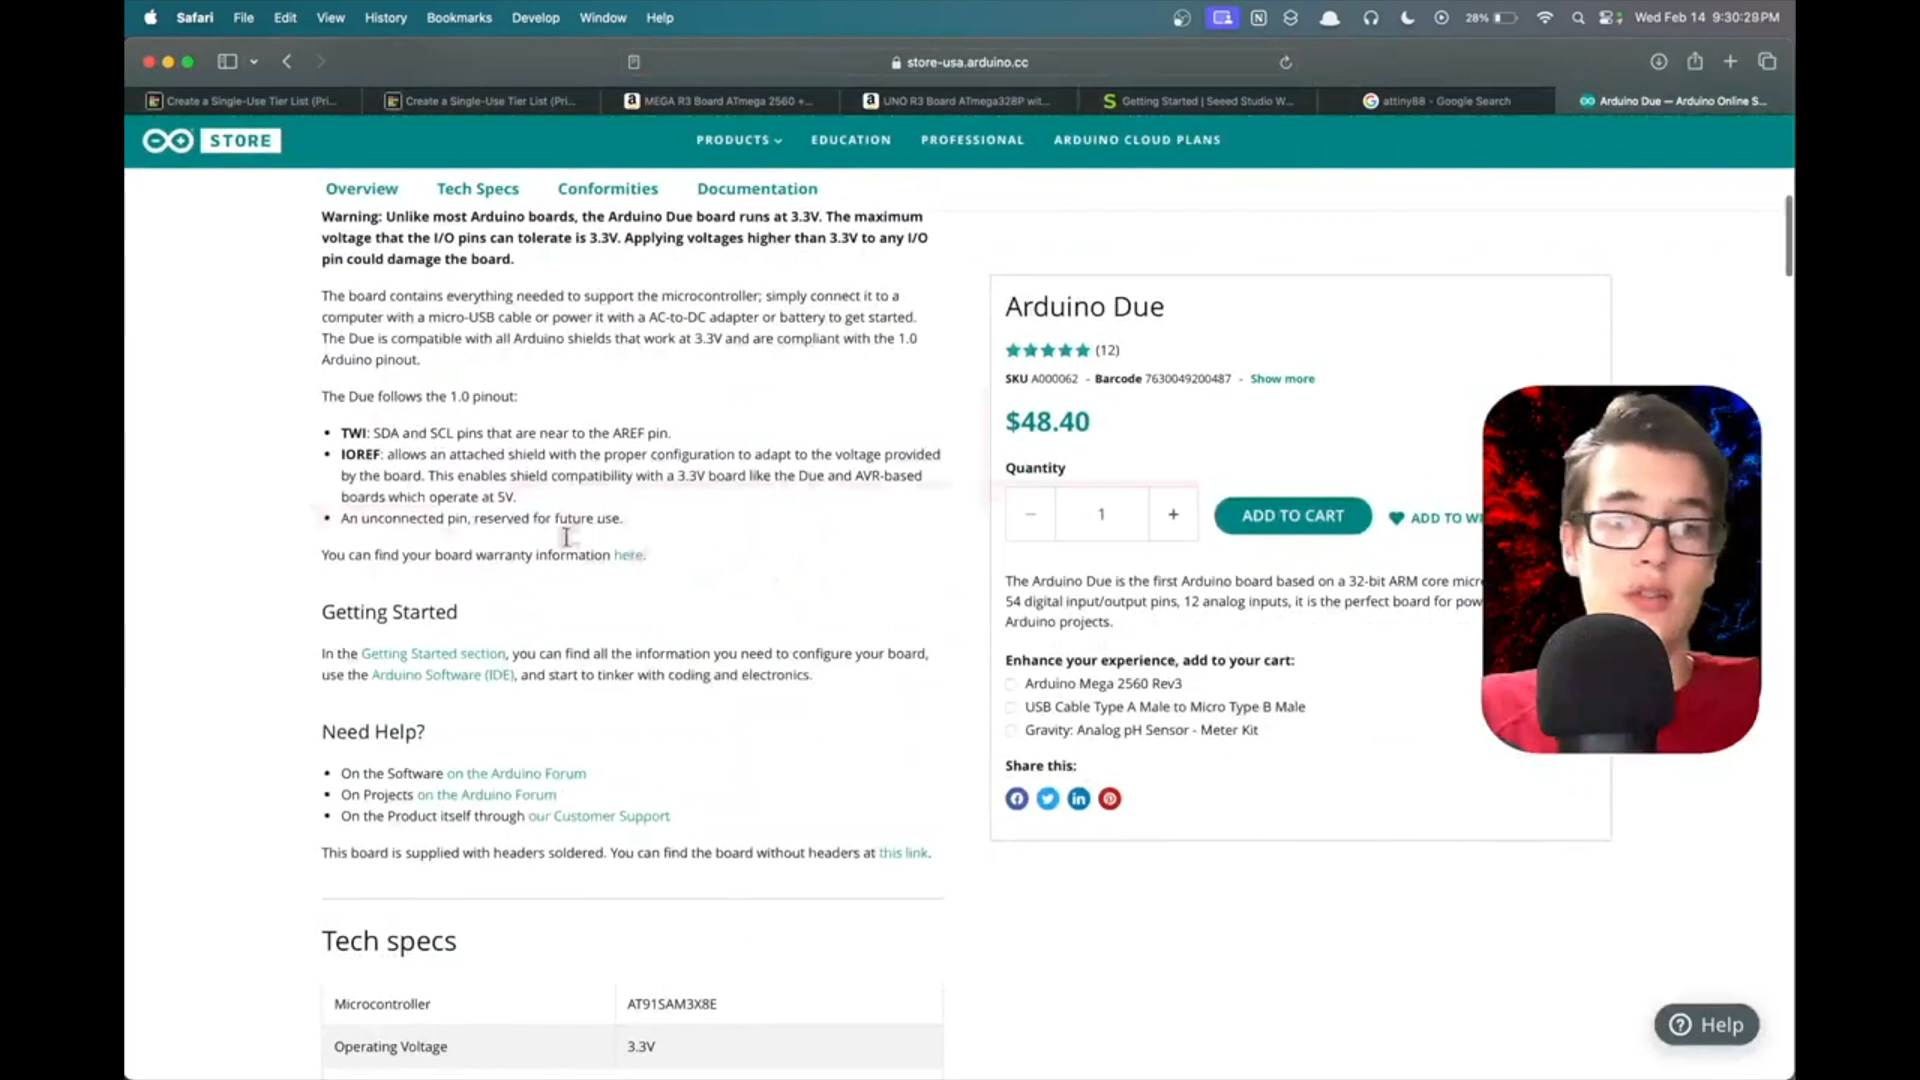 Safari File Edit View History Bookmarks Develop Window Help
28% Wed Feb 14 9:30:28 PM
store-usa.arduino.cc
Create a Single-Use Tier List (Pri...
Create a Single-Use Tier List (Pri...
MEGA R3 Board ATmega 2560 +...
UNO R3 Board ATmega328P wit...
Getting Started | Seeed Studio W...
attiny88 - Google Search
Arduino Due — Arduino Online S...
STORE
PRODUCTS EDUCATION PROFESSIONAL ARDUINO CLOUD PLANS
Overview Tech Specs Conformities Documentation
Warning: Unlike most Arduino boards, the Arduino Due board runs at 3.3V. The maximum
voltage that the I/O pins can tolerate is 3.3V. Applying voltages higher than 3.3V to any I/O
pin could damage the board.
The board contains everything needed to support the microcontroller; simply connect it to a
computer with a micro-USB cable or power it with a AC-to-DC adapter or battery to get started.
The Due is compatible with all Arduino shields that work at 3.3V and are compliant with the 1.0
Arduino pinout.
The Due follows the 1.0 pinout:
• TWI: SDA and SCL pins that are near to the AREF pin.
• IOREF: allows an attached shield with the proper configuration to adapt to the voltage provided
by the board. This enables shield compatibility with a 3.3V board like the Due and AVR-based
boards which operate at 5V.
• An unconnected pin, reserved for future use.
You can find your board warranty information here.
Getting Started
In the Getting Started section, you can find all the information you need to configure your board,
use the Arduino Software (IDE), and start to tinker with coding and electronics.
Need Help?
• On the Software on the Arduino Forum
• On Projects on the Arduino Forum
• On the Product itself through our Customer Support
This board is supplied with headers soldered. You can find the board without headers at this link.
Tech specs
Microcontroller AT91SAM3X8E
Operating Voltage 3.3V
Arduino Due
(12)
SKU A000062 - Barcode 7630049200487 - Show more
$48.40
Quantity
− 1 + ADD TO CART ADD TO WI
The Arduino Due is the first Arduino board based on a 32-bit ARM core micr
54 digital input/output pins, 12 analog inputs, it is the perfect board for pow
Arduino projects.
Enhance your experience, add to your cart:
Arduino Mega 2560 Rev3
USB Cable Type A Male to Micro Type B Male
Gravity: Analog pH Sensor - Meter Kit
Share this:
Help